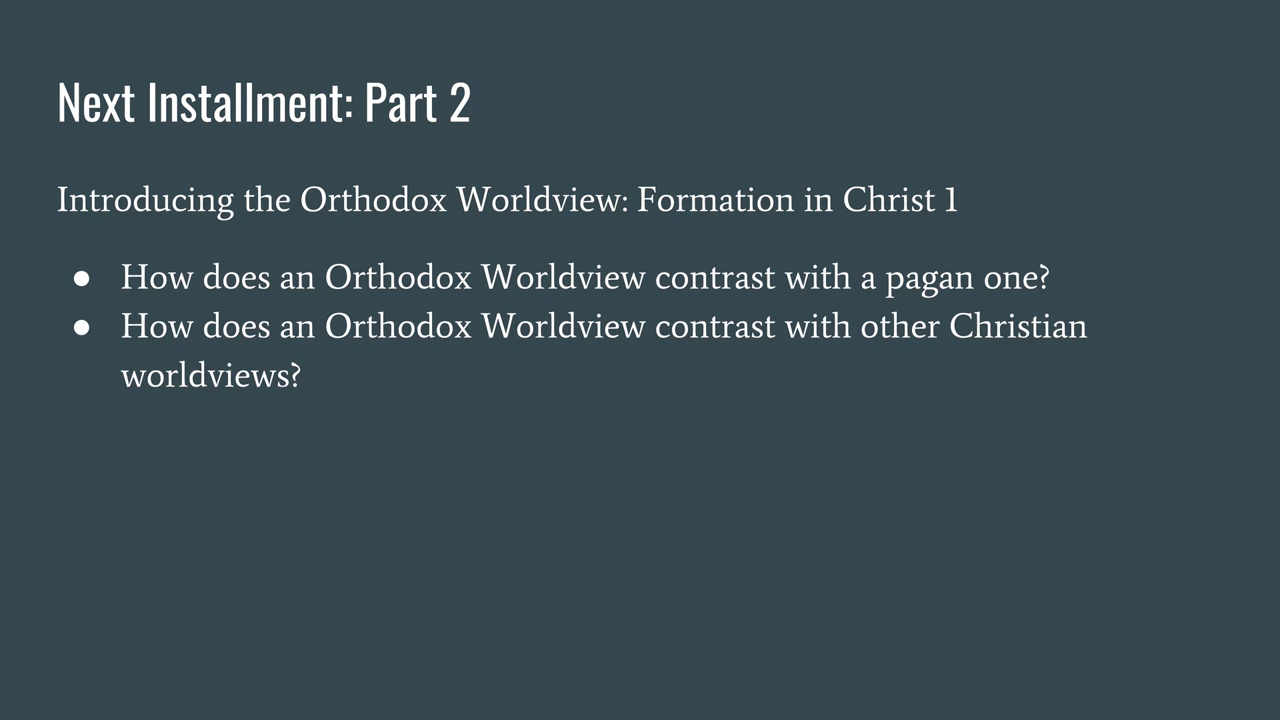 Next Installment: Part 2
Introducing the Orthodox Worldview: Formation in Christ 1
● How does an Orthodox Worldview contrast with a pagan one?
● How does an Orthodox Worldview contrast with other Christian
worldviews?